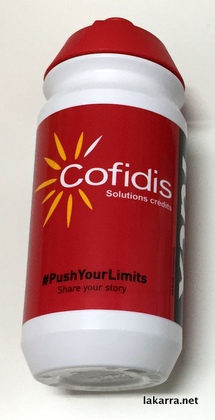 Cofidis
Solutions crédits
#PushYourLimits
Share your story
lakarra.net